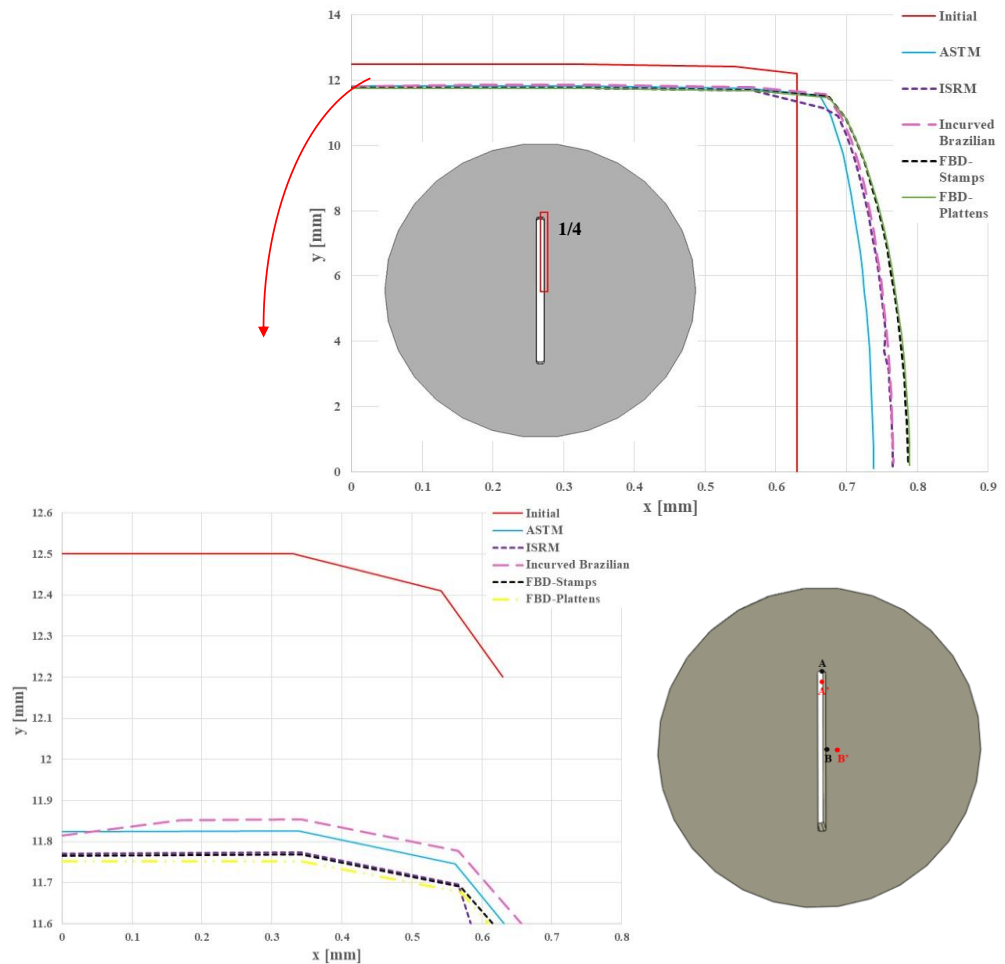 14
12
10
8
6
4
2
0
y [mm]
0
0.1
0.2
0.3
0.4
0.5
0.6
0.7
0.8
0.9
x [mm]
1/4
Initial
ASTM
ISRM
Incurved
Brazilian
FBD-
Stamps
FBD-
Plattens
12.6
12.5
12.4
12.3
12.2
12.1
12
11.9
11.8
11.7
11.6
y [mm]
0
0.1
0.2
0.3
0.4
0.5
0.6
0.7
0.8
x [mm]
Initial
ASTM
ISRM
Incurved Brazilian
FBD-Stamps
FBD-Plattens
A
A'
B
B'